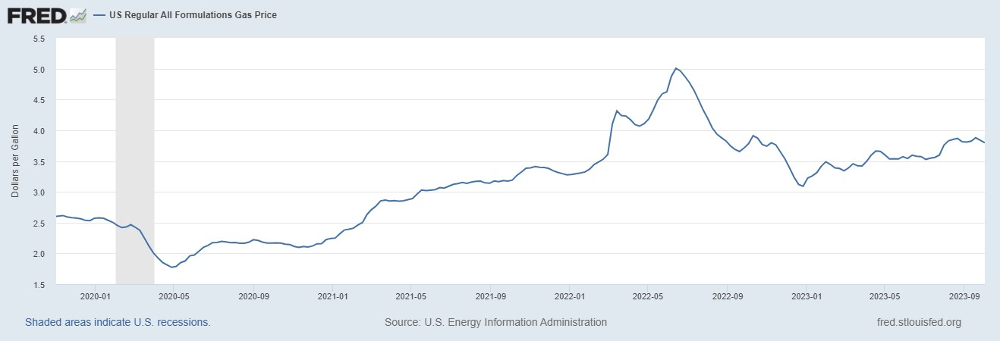 FRED
US Regular All Formulations Gas Price
Dollars per Gallon
5.5
5.0
4.5
4.0
3.5
3.0
2.5
2.0
1.5
2020-01 2020-05 2020-09 2021-01 2021-05 2021-09 2022-01 2022-05 2022-09 2023-01 2023-05 2023-09
Shaded areas indicate U.S. recessions.
Source: U.S. Energy Information Administration
fred.stlouisfed.org